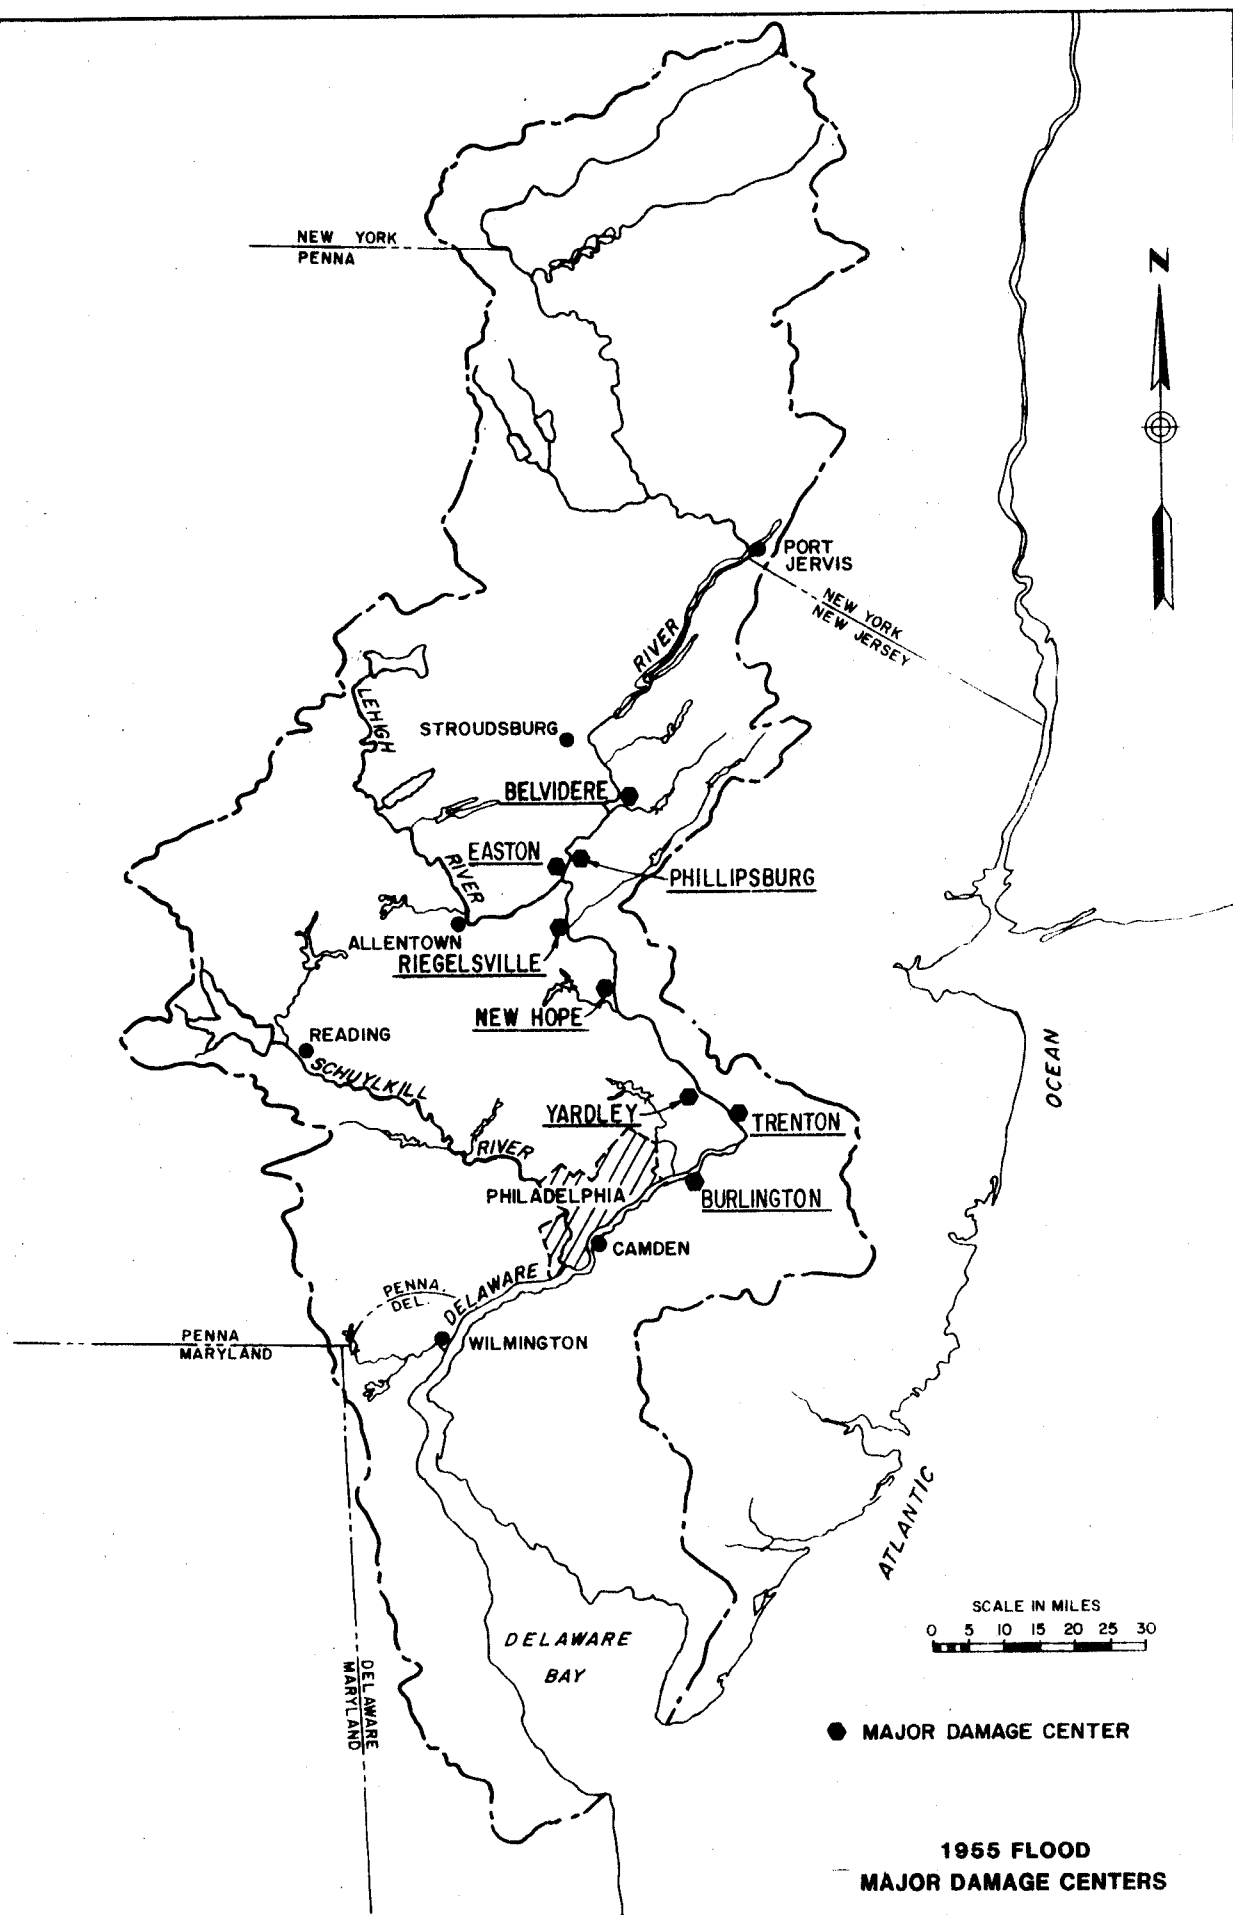 NEW YORK
PENNA
N
PORT
JERVIS
NEW YORK
NEW JERSEY
RIVER
LEHIGH
STROUDSBURG
BELVIDERE
EASTON
RIVER
PHILLIPSBURG
ALLENTOWN
RIEGELSVILLE
NEW HOPE
READING
SCHUYLKILL
OCEAN
YARDLEY
TRENTON
RIVER
PHILADELPHIA
BURLINGTON
CAMDEN
DELAWARE
PENNA.
DEL.
PENNA
MARYLAND
WILMINGTON
ATLANTIC
SCALE IN MILES
0 5 10 15 20 25 30
DELAWARE
BAY
DELAWARE
MARYLAND
MAJOR DAMAGE CENTER
1955 FLOOD
MAJOR DAMAGE CENTERS